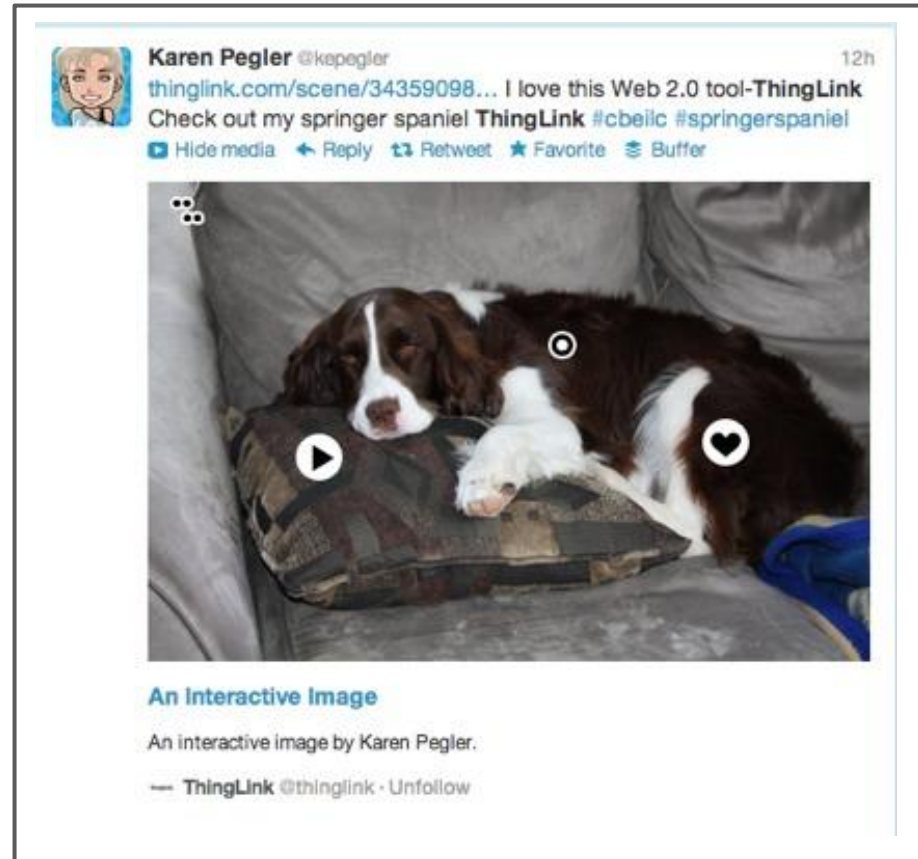 Karen Pegler @kepegler 12h
thinglink.com/scene/34359098... I love this Web 2.0 tool-ThingLink
Check out my springer spaniel ThingLink #cbeilc #springerspaniel
Hide media Reply Retweet Favorite Buffer
An Interactive Image
An interactive image by Karen Pegler.
ThingLink @thinglink · Unfollow